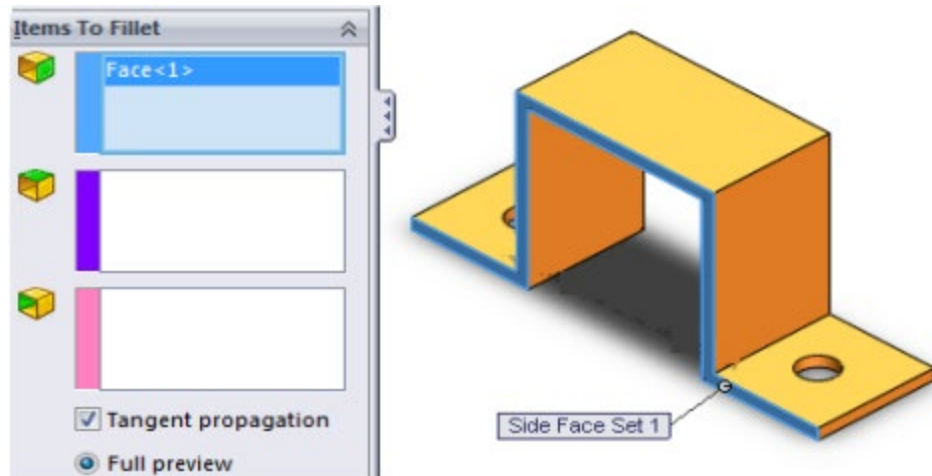 Items To Fillet
Face<1>
Tangent propagation
Full preview
Side Face Set 1